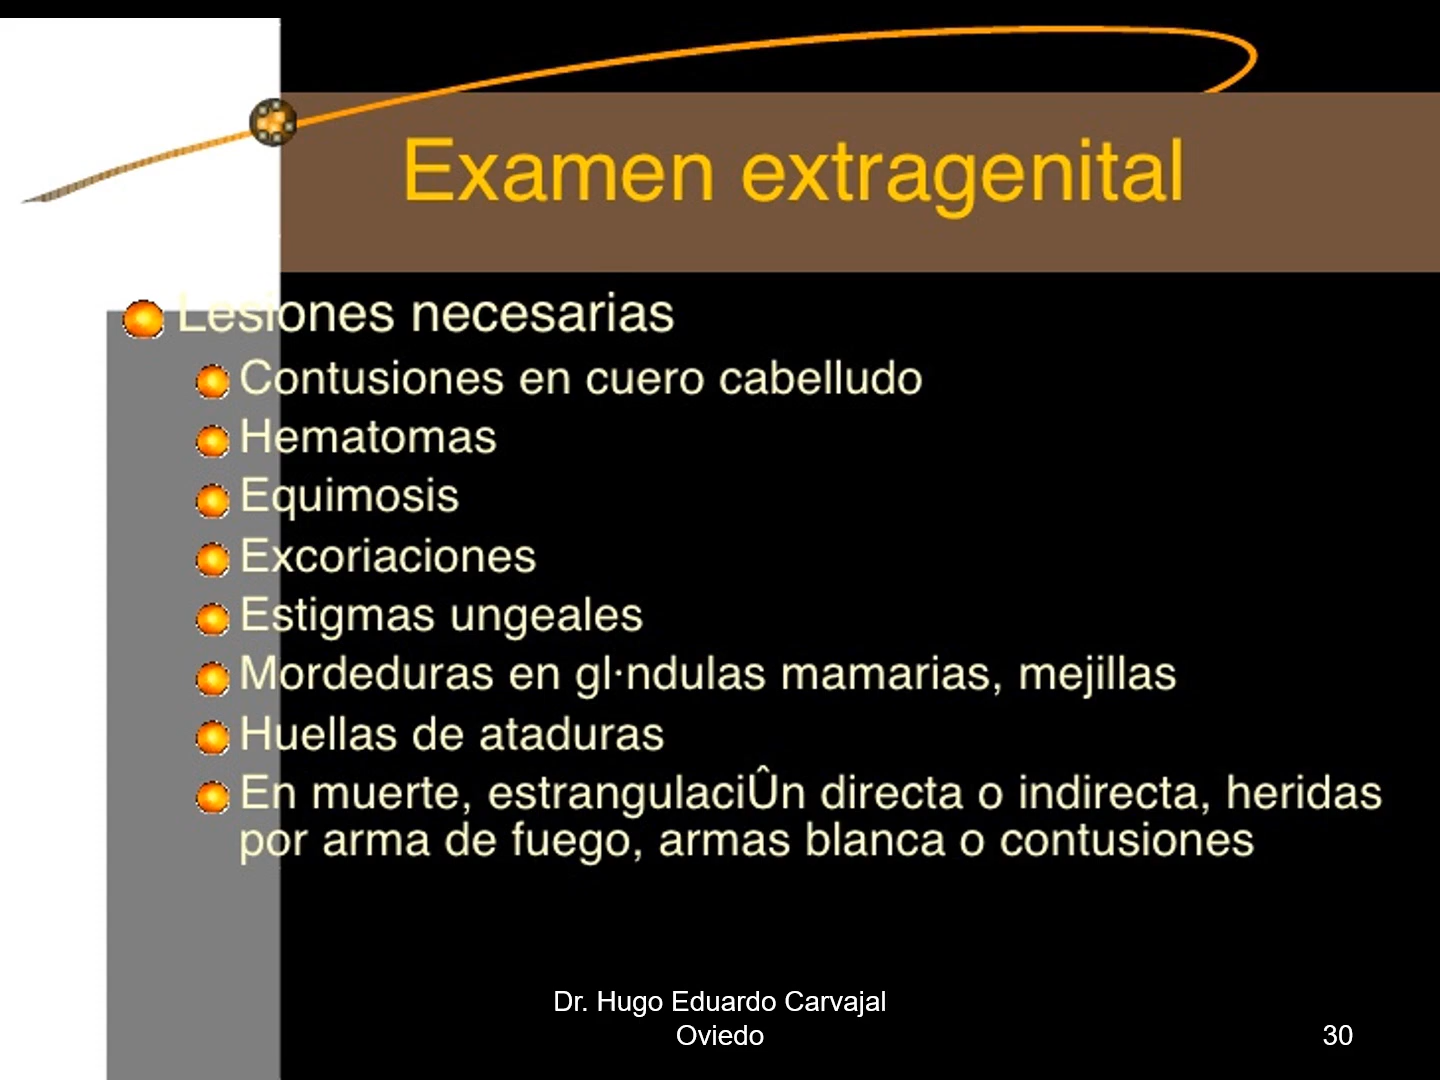 Examen extragenital
Lesiones necesarias
Contusiones en cuero cabelludo
Hematomas
Equimosis
Excoriaciones
Estigmas ungeales
Mordeduras en gl·ndulas mamarias, mejillas
Huellas de ataduras
En muerte, estrangulaciÛn directa o indirecta, heridas
por arma de fuego, armas blanca o contusiones
Dr. Hugo Eduardo Carvajal
Oviedo
30